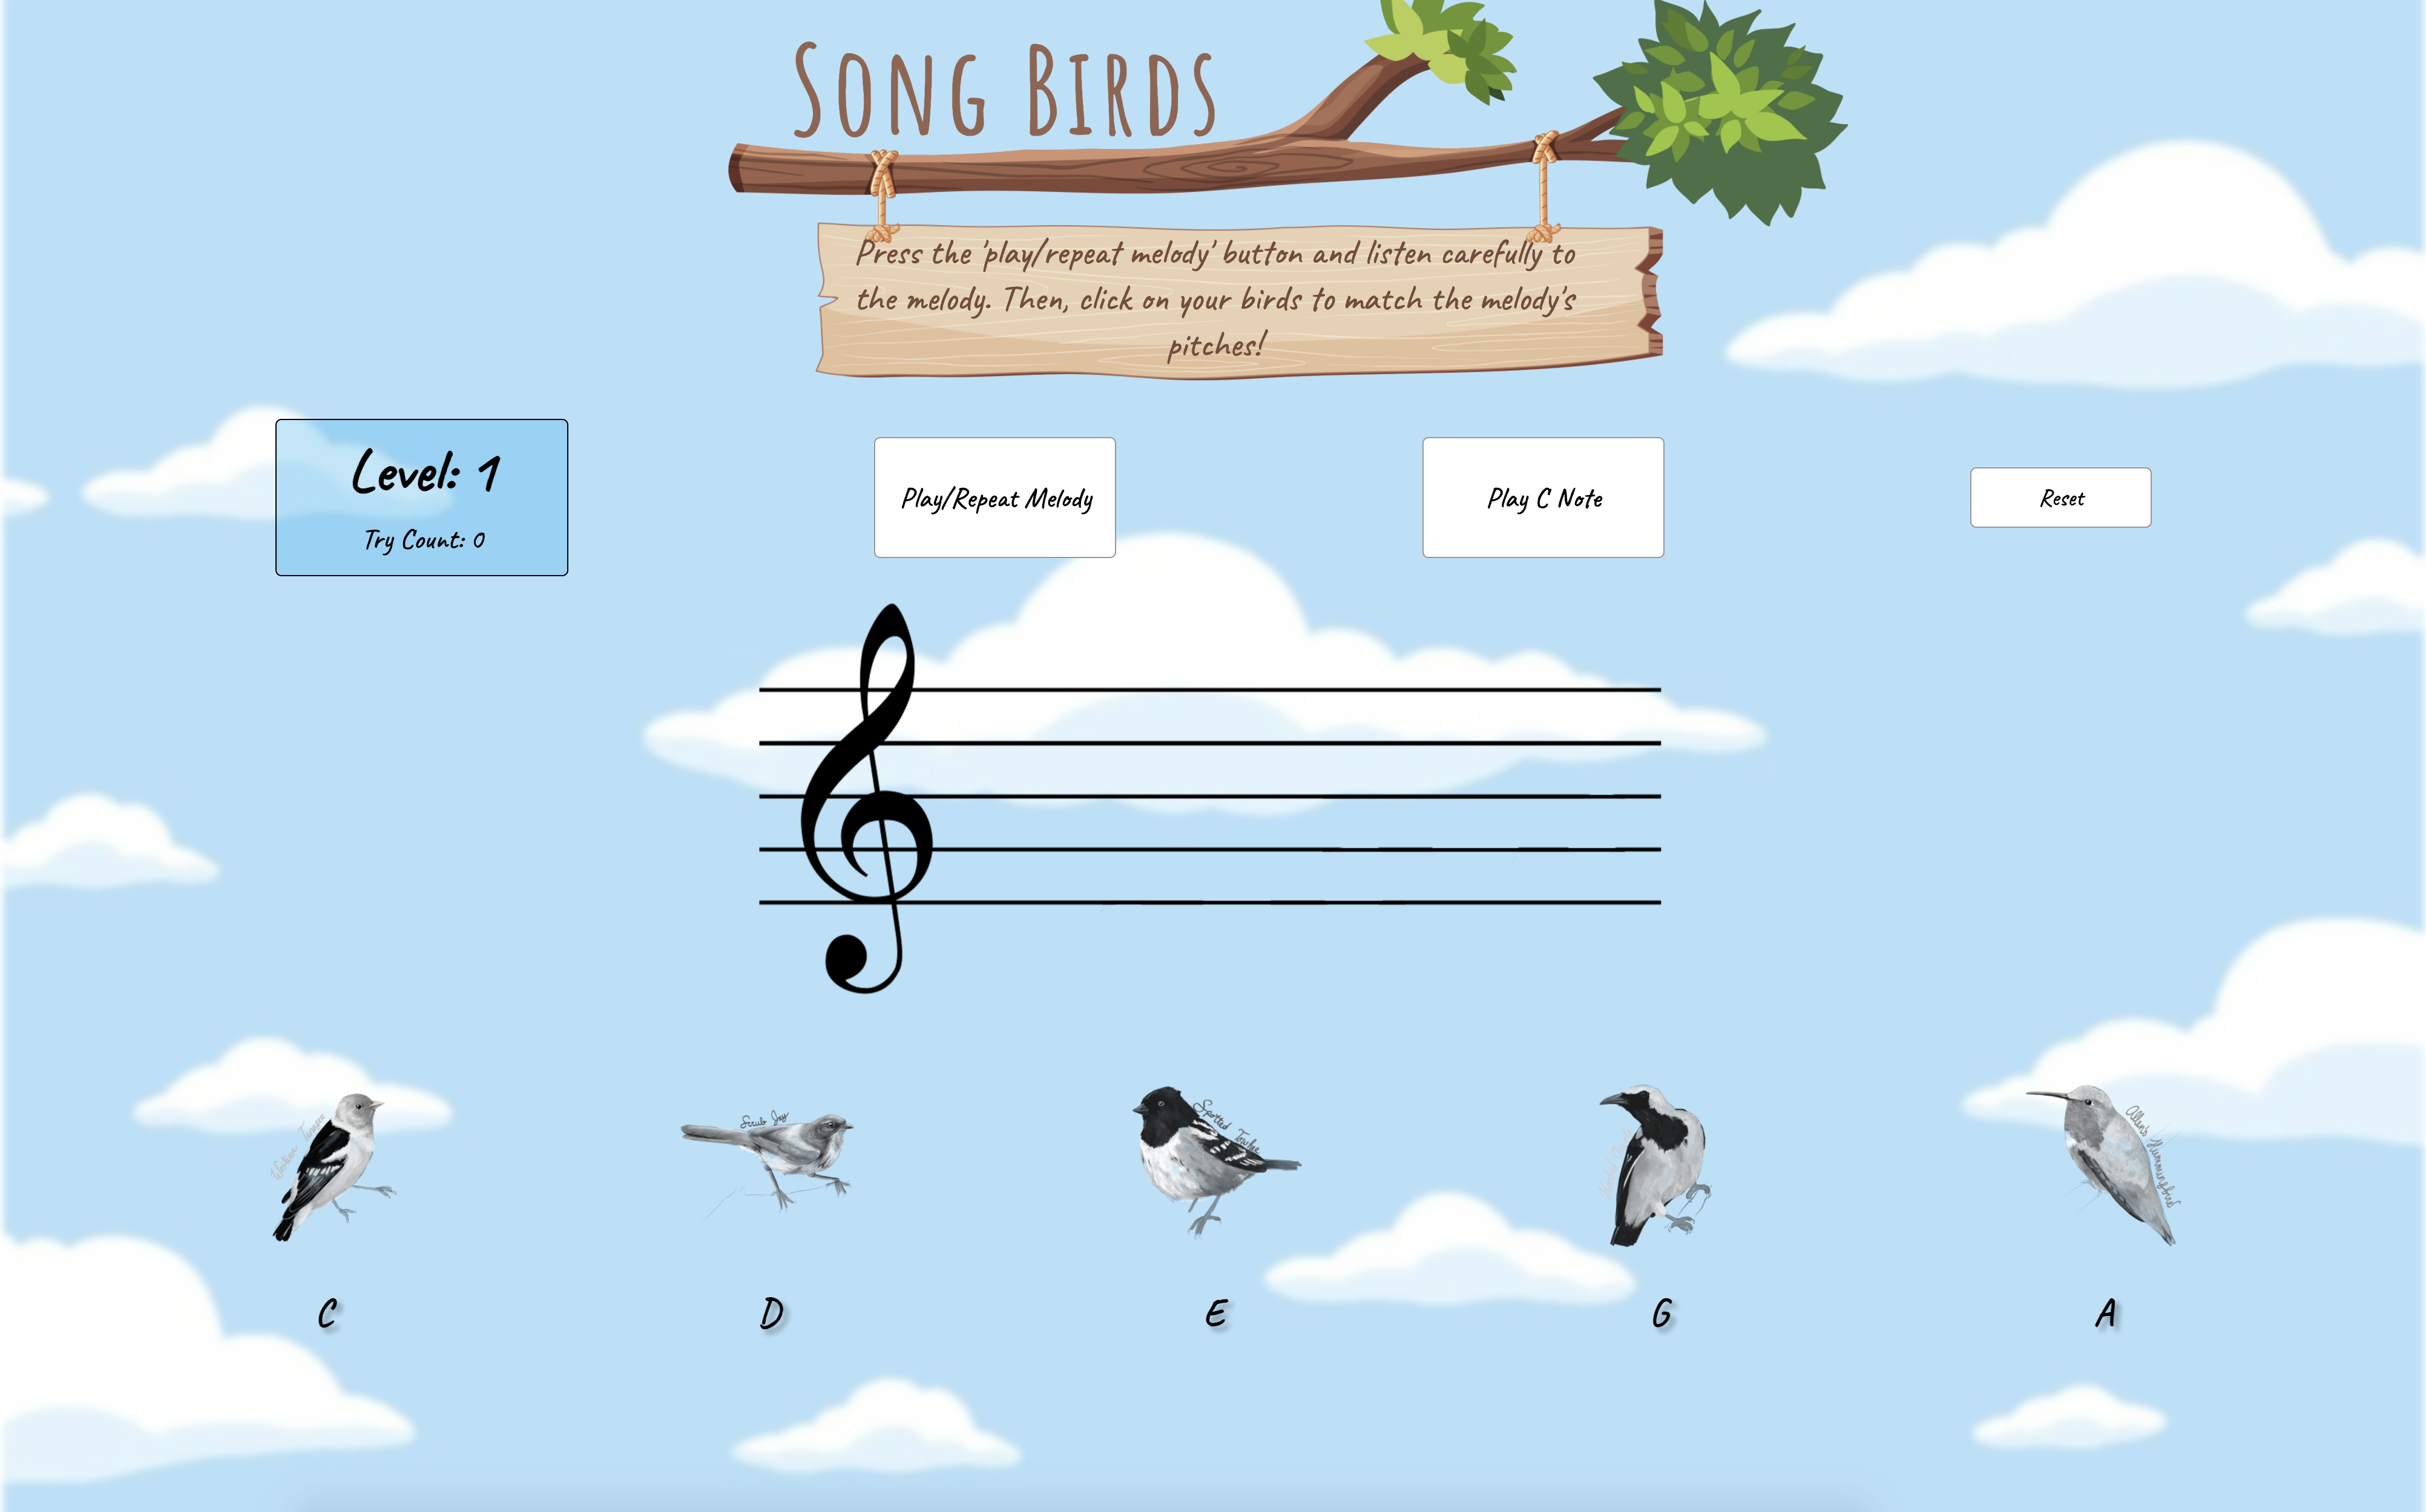 Song Birds
Press the 'play/repeat melody' button and listen carefully to
the melody. Then, click on your birds to match the melody's
pitches!
Level: 1
Try Count: 0
Play/Repeat Melody
Play C Note
Reset
Western Tanager
Scrub Jay
Spotted Towhee
Allen's Hummingbird
C
D
E
G
A